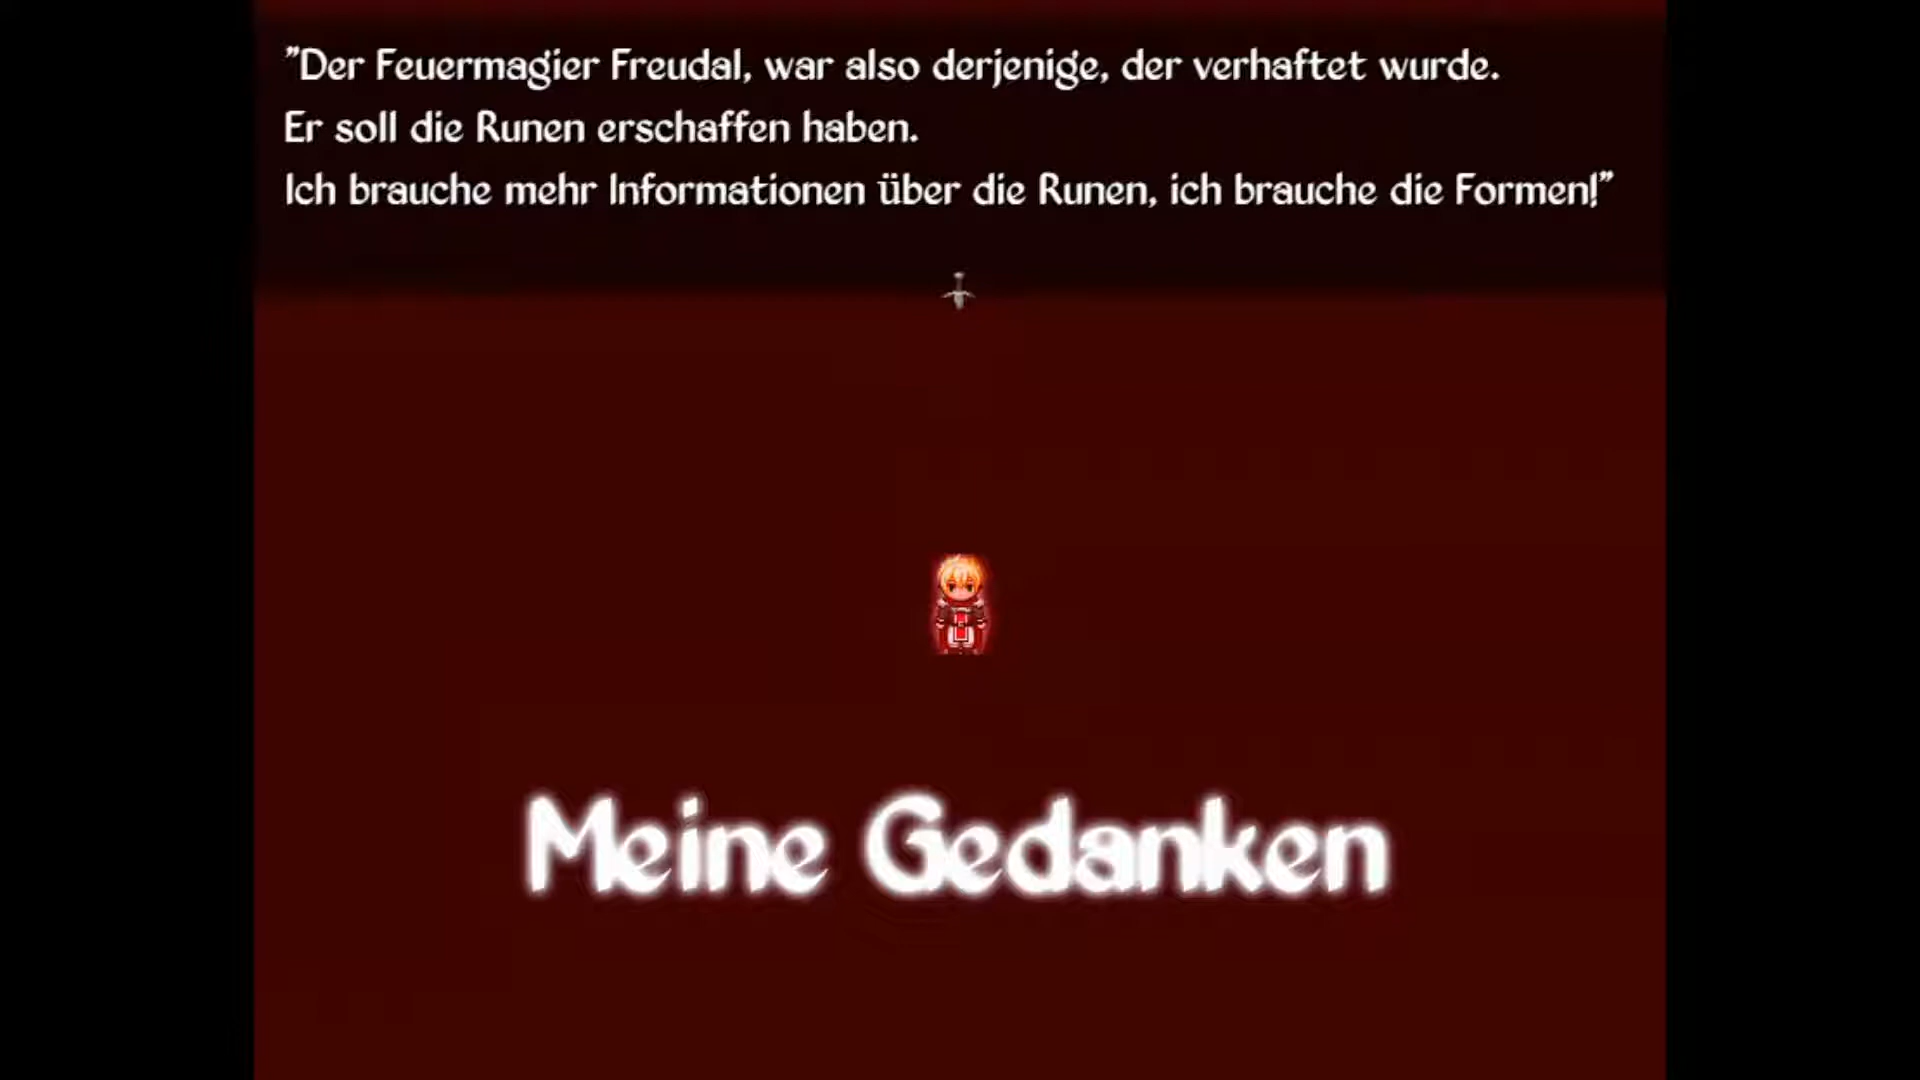 "Der Feuermagier Freudal, war also derjenige, der verhaftet wurde.
Er soll die Runen erschaffen haben.
Ich brauche mehr Informationen über die Runen, ich brauche die Formen!"
Meine Gedanken